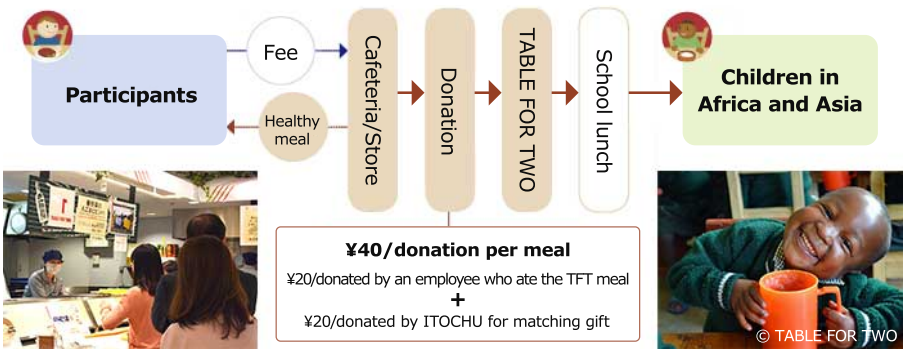 Participants
Fee
Healthy
meal
Cafeteria/Store
Donation
TABLE FOR TWO
School lunch
Children in
Africa and Asia
¥40/donation per meal
¥20/donated by an employee who ate the TFT meal
+
¥20/donated by ITOCHU for matching gift
© TABLE FOR TWO